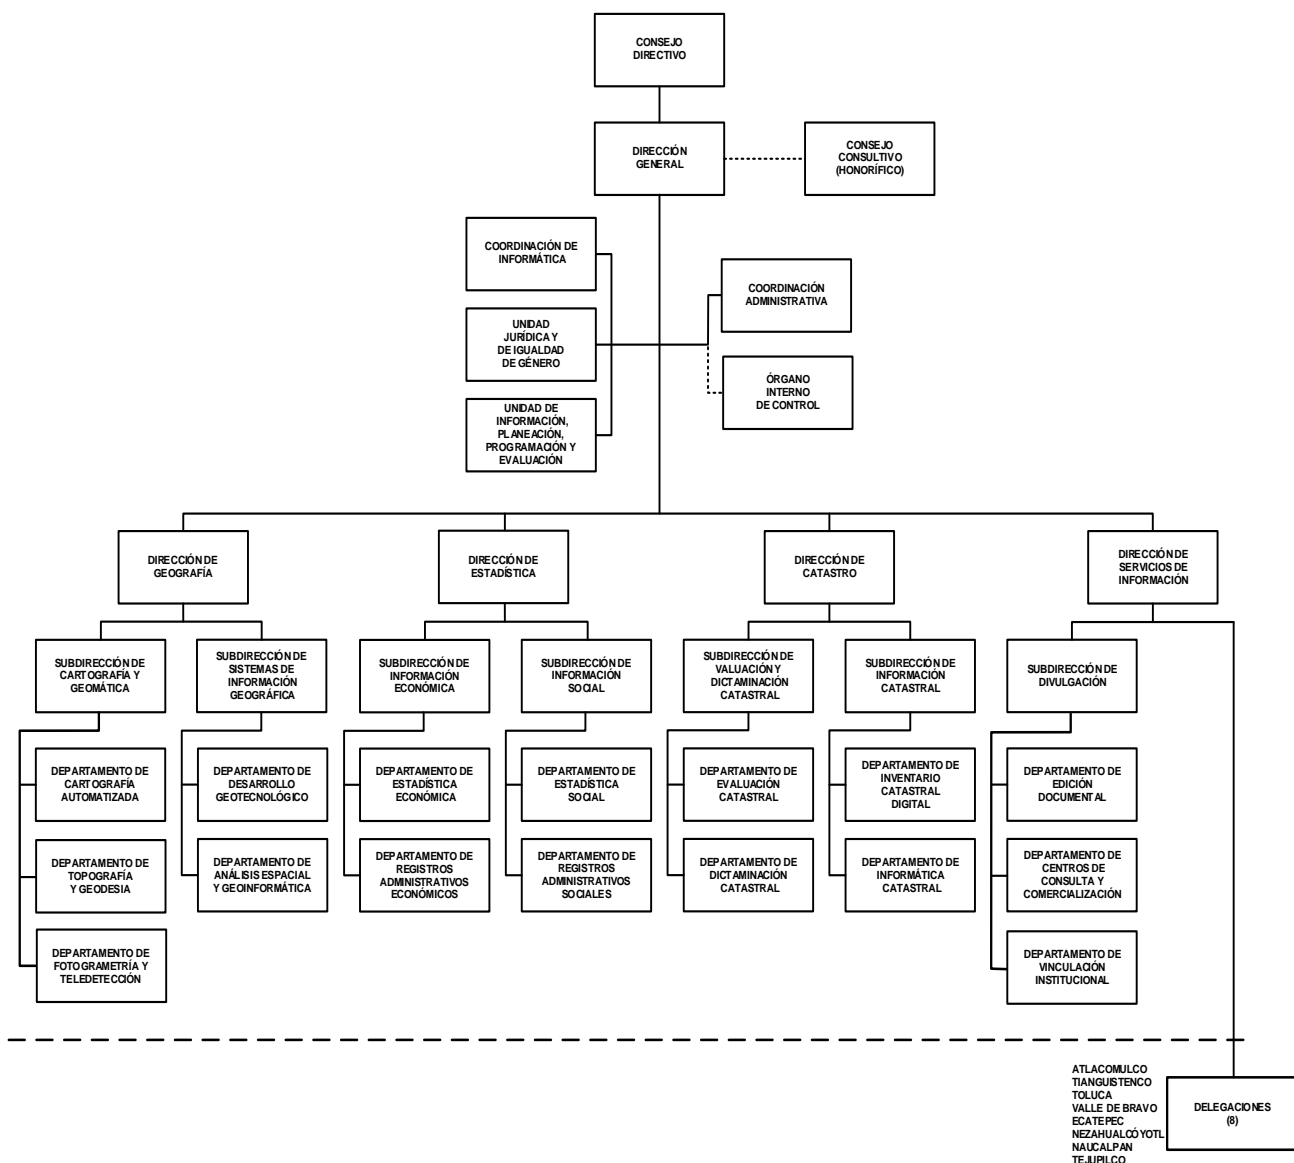 CONSEJO
DIRECTIVO
DIRECCIÓN
GENERAL
CONSEJO
CONSULTIVO
(HONORÍFICO)
COORDINACIÓN DE
INFORMÁTICA
COORDINACIÓN
ADMINISTRATIVA
UNIDAD
JURÍDICA Y
DE IGUALDAD
DE GÉNERO
ÓRGANO
INTERNO
DE CONTROL
UNIDAD DE
INFORMACIÓN,
PLANEACIÓN,
PROGRAMACIÓN Y
EVALUACIÓN
DIRECCIÓN DE
GEOGRAFÍA
DIRECCIÓN DE
ESTADÍSTICA
DIRECCIÓN DE
CATASTRO
DIRECCIÓN DE
SERVICIOS DE
INFORMACIÓN
SUBDIRECCIÓN DE
CARTOGRAFÍA Y
GEOMÁTICA
SUBDIRECCIÓN DE
SISTEMAS DE
INFORMACIÓN
GEOGRÁFICA
SUBDIRECCIÓN DE
INFORMACIÓN
ECONÓMICA
SUBDIRECCIÓN DE
INFORMACIÓN
SOCIAL
SUBDIRECCIÓN DE
VALUACIÓN Y
DICTAMINACIÓN
CATASTRAL
SUBDIRECCIÓN DE
INFORMACIÓN
CATASTRAL
SUBDIRECCIÓN DE
DIVULGACIÓN
DEPARTAMENTO DE
CARTOGRAFÍA
AUTOMATIZADA
DEPARTAMENTO DE
DESARROLLO
GEOTECNOLÓGICO
DEPARTAMENTO DE
ESTADÍSTICA
ECONÓMICA
DEPARTAMENTO DE
ESTADÍSTICA
SOCIAL
DEPARTAMENTO DE
EVALUACIÓN
CATASTRAL
DEPARTAMENTO DE
INVENTARIO
CATASTRAL
DIGITAL
DEPARTAMENTO DE
EDICIÓN
DOCUMENTAL
DEPARTAMENTO DE
TOPOGRAFÍA
Y GEODESIA
DEPARTAMENTO DE
ANÁLISIS ESPACIAL
Y GEOINFORMÁTICA
DEPARTAMENTO DE
REGISTROS
ADMINISTRATIVOS
ECONÓMICOS
DEPARTAMENTO DE
REGISTROS
ADMINISTRATIVOS
SOCIALES
DEPARTAMENTO DE
DICTAMINACIÓN
CATASTRAL
DEPARTAMENTO DE
INFORMÁTICA
CATASTRAL
DEPARTAMENTO DE
CENTROS DE
CONSULTA Y
COMERCIALIZACIÓN
DEPARTAMENTO DE
FOTOGRAMETRÍA Y
TELEDETECCIÓN
DEPARTAMENTO DE
VINCULACIÓN
INSTITUCIONAL
ATLACOMULCO
TIANGUISTENCO
TOLUCA
VALLE DE BRAVO
ECATEPEC
NEZAHUALCÓYOTL
NAUCALPAN
TEJUPILCO
DELEGACIONES
(8)